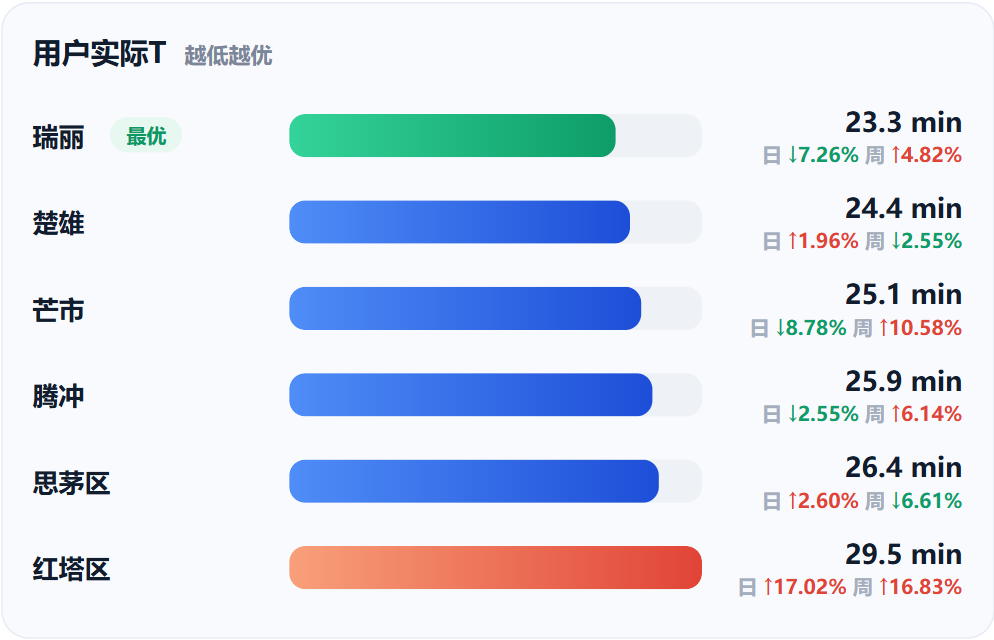 用户实际T 越低越优
瑞丽 最优 23.3 min
日 ↓7.26% 周 ↑4.82%
楚雄 24.4 min
日 ↑1.96% 周 ↓2.55%
芒市 25.1 min
日 ↓8.78% 周 ↑10.58%
腾冲 25.9 min
日 ↓2.55% 周 ↑6.14%
思茅区 26.4 min
日 ↑2.60% 周 ↓6.61%
红塔区 29.5 min
日 ↑17.02% 周 ↑16.83%